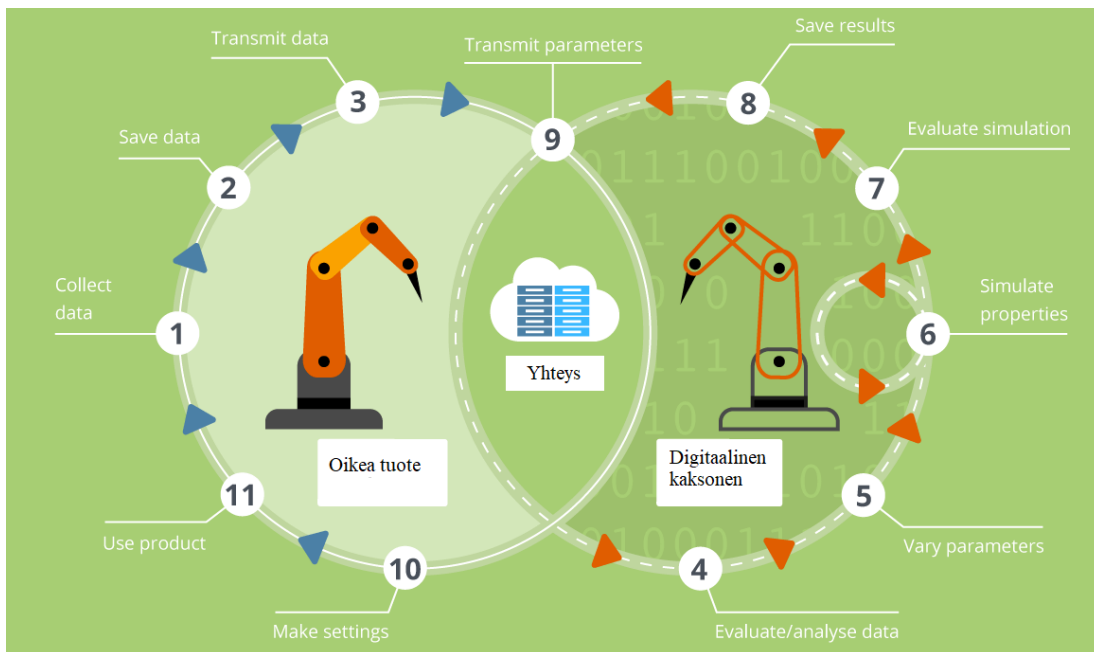 Transmit data
3
Save data
2
Collect
data
1
11
Use product
10
Make settings
Transmit parameters
9
Save results
8
Evaluate simulation
7
Simulate
properties
6
5
Vary parameters
4
Evaluate/analyse data
Yhteys
Oikea tuote
Digitaalinen
kaksonen